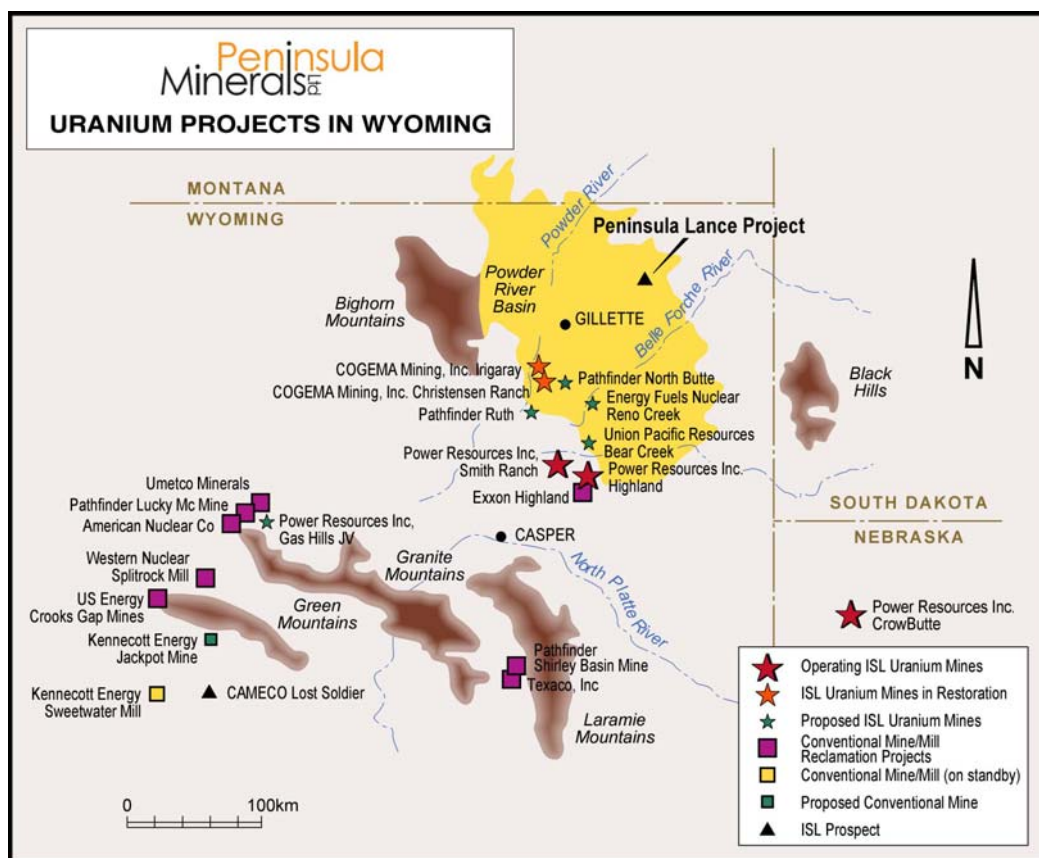 Peninsula
Minerals Ltd
URANIUM PROJECTS IN WYOMING
MONTANA
WYOMING
Powder River
Peninsula Lance Project
Powder
River
Basin
Bighorn
Mountains
Belle Forche River
GILLETTE
N
COGEMA Mining, Inc. Irigaray
COGEMA Mining, Inc. Christensen Ranch
Pathfinder North Butte
Black
Hills
Energy Fuels Nuclear
Reno Creek
Pathfinder Ruth
Union Pacific Resources
Bear Creek
Power Resources Inc,
Smith Ranch
Power Resources Inc.
Highland
Exxon Highland
Umetco Minerals
Pathfinder Lucky Mc Mine
American Nuclear Co
Power Resources Inc,
Gas Hills JV
SOUTH DAKOTA
NEBRASKA
CASPER
Granite
Mountains
North Platte River
Western Nuclear
Splitrock Mill
US Energy
Crooks Gap Mines
Green
Mountains
Power Resources Inc.
CrowButte
Kennecott Energy
Jackpot Mine
Pathfinder
Shirley Basin Mine
Texaco, Inc
Kennecott Energy
Sweetwater Mill
CAMECO Lost Soldier
Laramie
Mountains
Operating ISL Uranium Mines
ISL Uranium Mines in Restoration
Proposed ISL Uranium Mines
Conventional Mine/Mill
Reclamation Projects
Conventional Mine/Mill (on standby)
Proposed Conventional Mine
ISL Prospect
0 100km